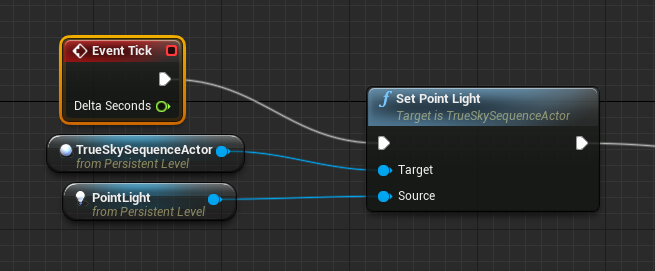 Event Tick
Delta Seconds
TrueSkySequenceActor
from Persistent Level
PointLight
from Persistent Level
f Set Point Light
Target is TrueSkySequenceActor
Target
Source